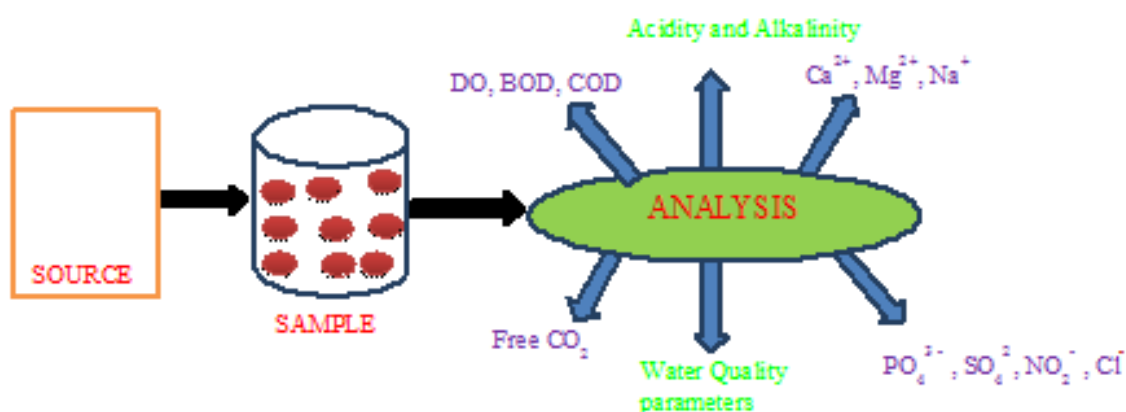 Acidity and Alkalinity
DO, BOD, COD
Ca²⁺, Mg²⁺, Na⁺
ANALYSIS
SOURCE
SAMPLE
Free CO₂
Water Quality
parameters
PO₄³⁻, SO₄², NO₂⁻, Cl⁻